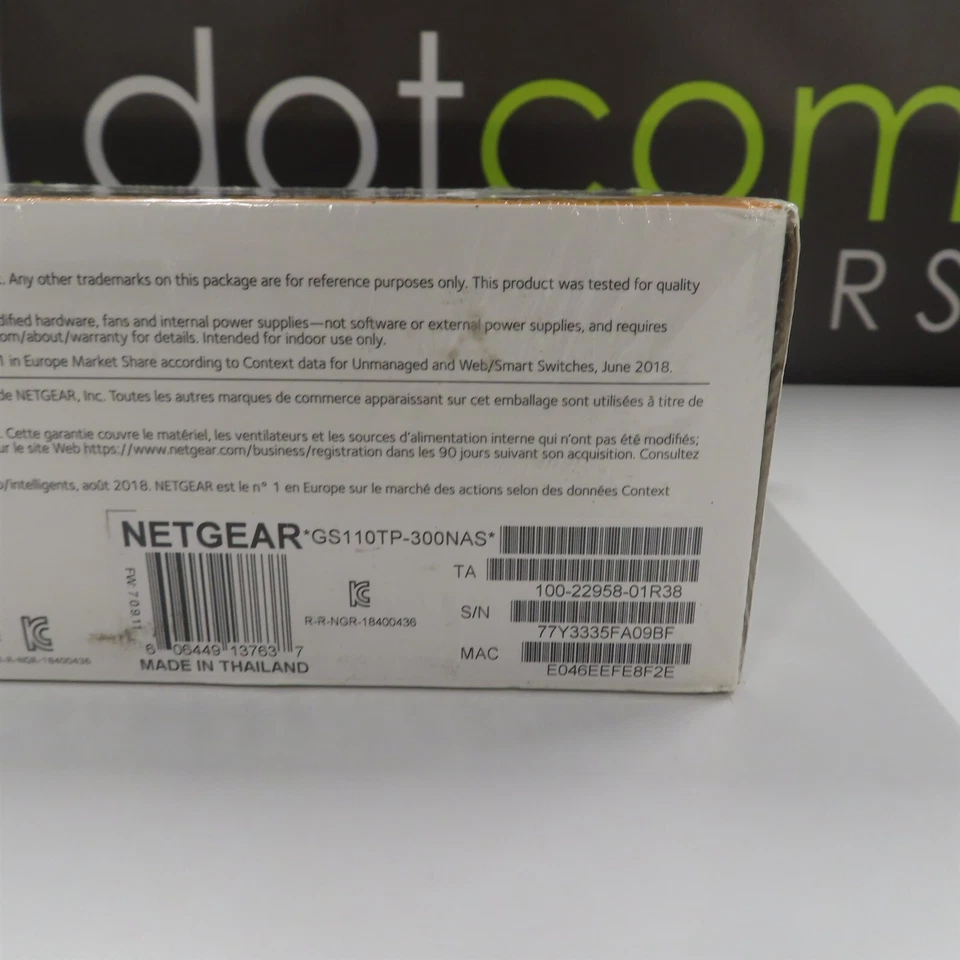 dotcom
RS
. Any other trademarks on this package are for reference purposes only. This product was tested for quality
dified hardware, fans and internal power supplies—not software or external power supplies, and requires
om/about/warranty for details. Intended for indoor use only.
1 in Europe Market Share according to Context data for Unmanaged and Web/Smart Switches, June 2018.
de NETGEAR, Inc. Toutes les autres marques de commerce apparaissant sur cet emballage sont utilisées à titre de
. Cette garantie couvre le matériel, les ventilateurs et les sources d'alimentation interne qui n'ont pas été modifiés;
ur le site Web https://www.netgear.com/business/registration dans les 90 jours suivant son acquisition. Consultez
o/intelligents, août 2018. NETGEAR est le n° 1 en Europe sur le marché des actions selon des données Context
NETGEAR *GS110TP-300NAS*
TA
100-22958-01R38
FW 70911
R-R-NGR-18400436
S/N
77Y3335FA09BF
6 06449 13763 7
MAC
E046EEFE8F2E
-R-NGR-18400436
MADE IN THAILAND